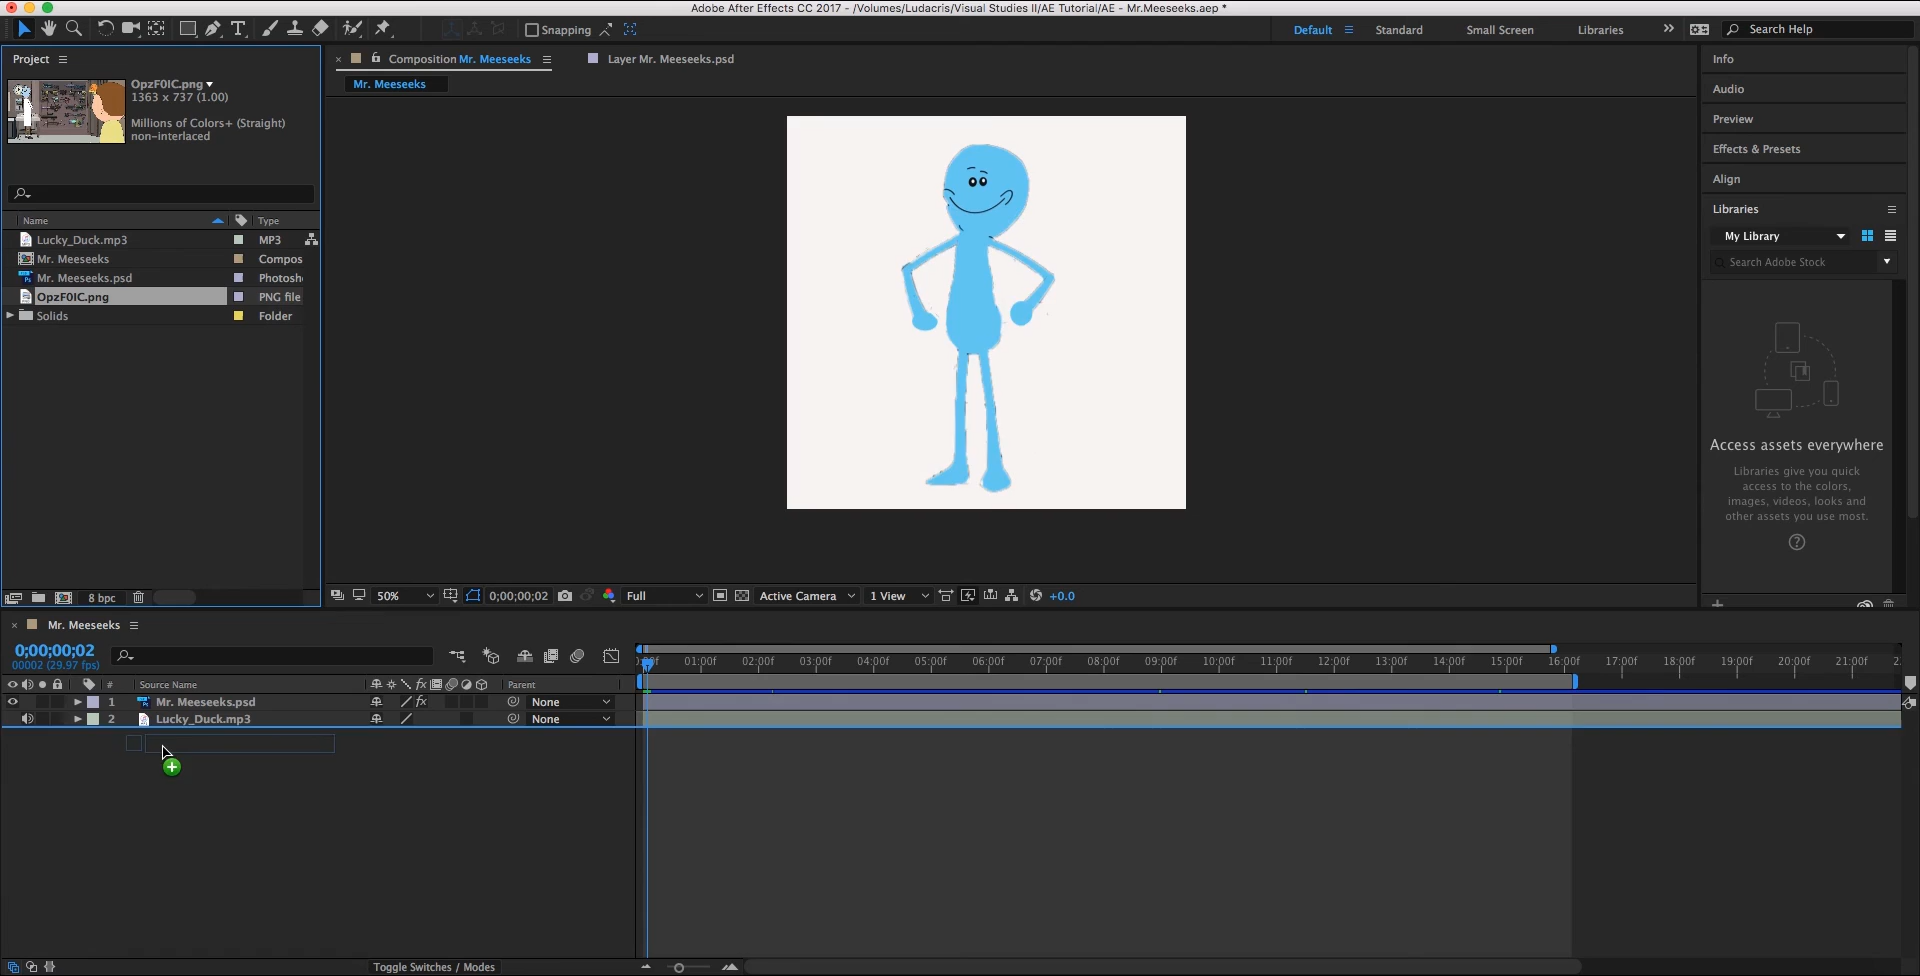 Adobe After Effects CC 2017 - /Volumes/Ludacris/Visual Studies II/AE Tutorial/AE - Mr.Meeseeks.aep *
Snapping
Default
Standard
Small Screen
Libraries
Search Help
Project
OpzF0IC.png
1363 x 737 (1.00)
Millions of Colors+ (Straight)
non-interlaced
Name
Type
Lucky_Duck.mp3
MP3
Mr. Meeseeks
Compos
Mr. Meeseeks.psd
Photosh
OpzF0IC.png
PNG file
Solids
Folder
8 bpc
Composition Mr. Meeseeks
Layer Mr. Meeseeks.psd
Mr. Meeseeks
50%
0;00;00;02
Full
Active Camera
1 View
+0.0
Info
Audio
Preview
Effects & Presets
Align
Libraries
My Library
Search Adobe Stock
Access assets everywhere
Libraries give you quick
access to the colors,
images, videos, looks and
other assets you use most.
Mr. Meeseeks
0;00;00;02
00002 (29.97 fps)
# Source Name
fx
Parent
1 Mr. Meeseeks.psd
fx
None
2 Lucky_Duck.mp3
None
01:00f 02:00f 03:00f 04:00f 05:00f 06:00f 07:00f 08:00f 09:00f 10:00f 11:00f 12:00f 13:00f 14:00f 15:00f 16:00f 17:00f 18:00f 19:00f 20:00f 21:00f
Toggle Switches / Modes